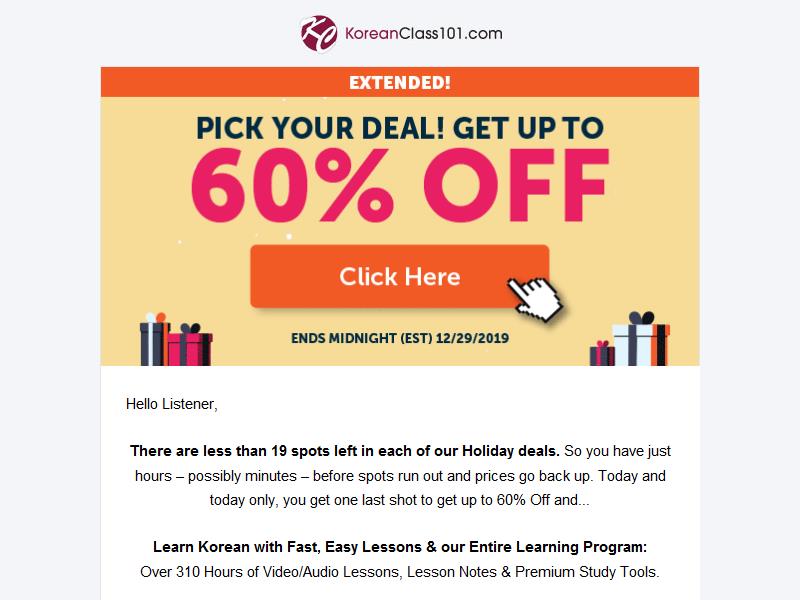 KC KoreanClass101.com
EXTENDED!
PICK YOUR DEAL! GET UP TO
60% OFF
Click Here
ENDS MIDNIGHT (EST) 12/29/2019
Hello Listener,
There are less than 19 spots left in each of our Holiday deals. So you have just
hours – possibly minutes – before spots run out and prices go back up. Today and
today only, you get one last shot to get up to 60% Off and...
Learn Korean with Fast, Easy Lessons & our Entire Learning Program:
Over 310 Hours of Video/Audio Lessons, Lesson Notes & Premium Study Tools.